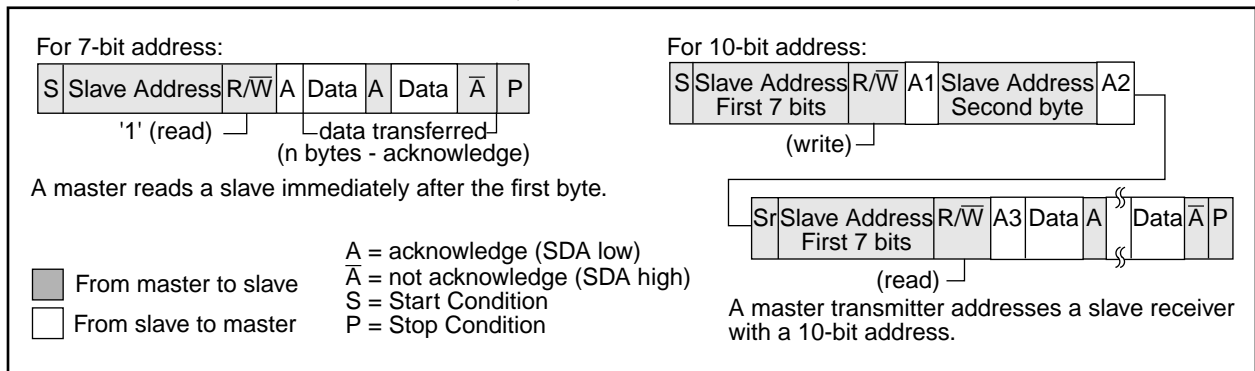 For 7-bit address:
S Slave Address R/W̅ A Data A Data A̅ P
'1' (read) data transferred
(n bytes - acknowledge)
A master reads a slave immediately after the first byte.
From master to slave
From slave to master
A = acknowledge (SDA low)
A̅ = not acknowledge (SDA high)
S = Start Condition
P = Stop Condition
For 10-bit address:
S Slave Address First 7 bits R/W̅ A1 Slave Address Second byte A2
(write)
Sr Slave Address First 7 bits R/W̅ A3 Data A Data A̅ P
(read)
A master transmitter addresses a slave receiver
with a 10-bit address.